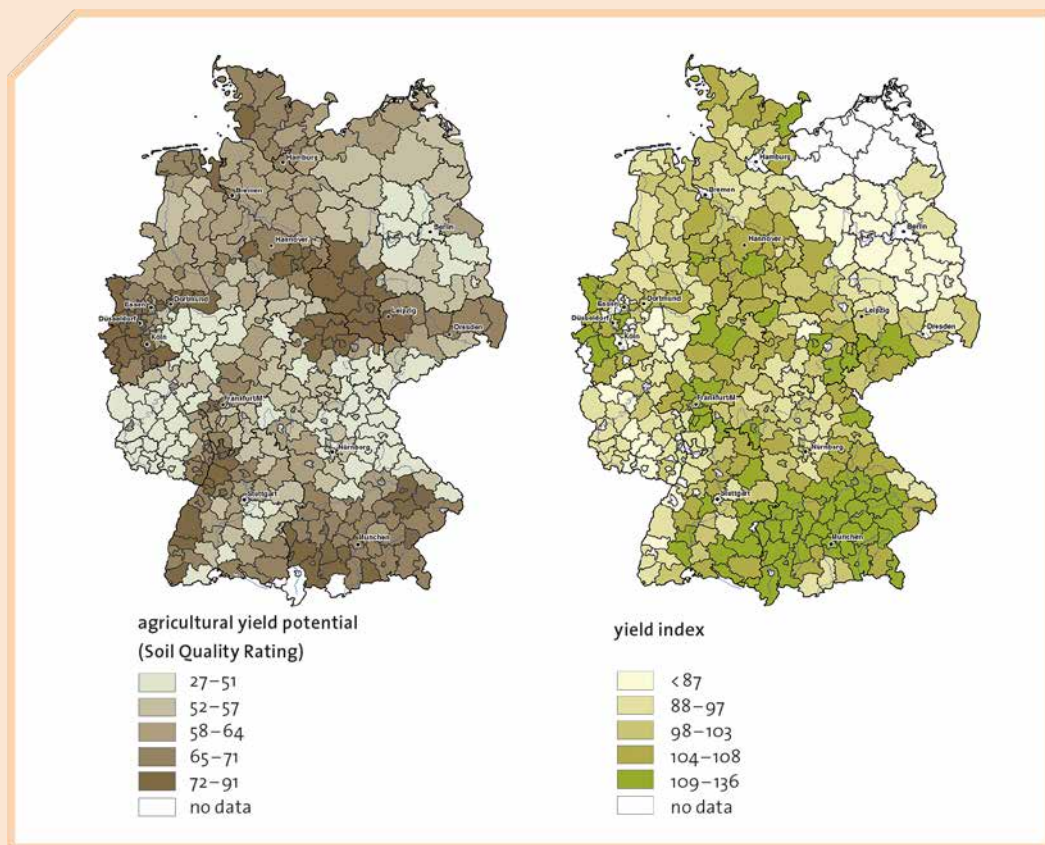 Hamburg
Bremen
Berlin
Hannover
Essen
Dortmund
Düsseldorf
Köln
Leipzig
Dresden
Frankfurt M.
Nürnberg
Stuttgart
München
agricultural yield potential
(Soil Quality Rating)
27–51
52–57
58–64
65–71
72–91
no data
Hamburg
Bremen
Berlin
Hannover
Essen
Dortmund
Düsseldorf
Köln
Leipzig
Dresden
Frankfurt M.
Nürnberg
Stuttgart
München
yield index
<87
88–97
98–103
104–108
109–136
no data